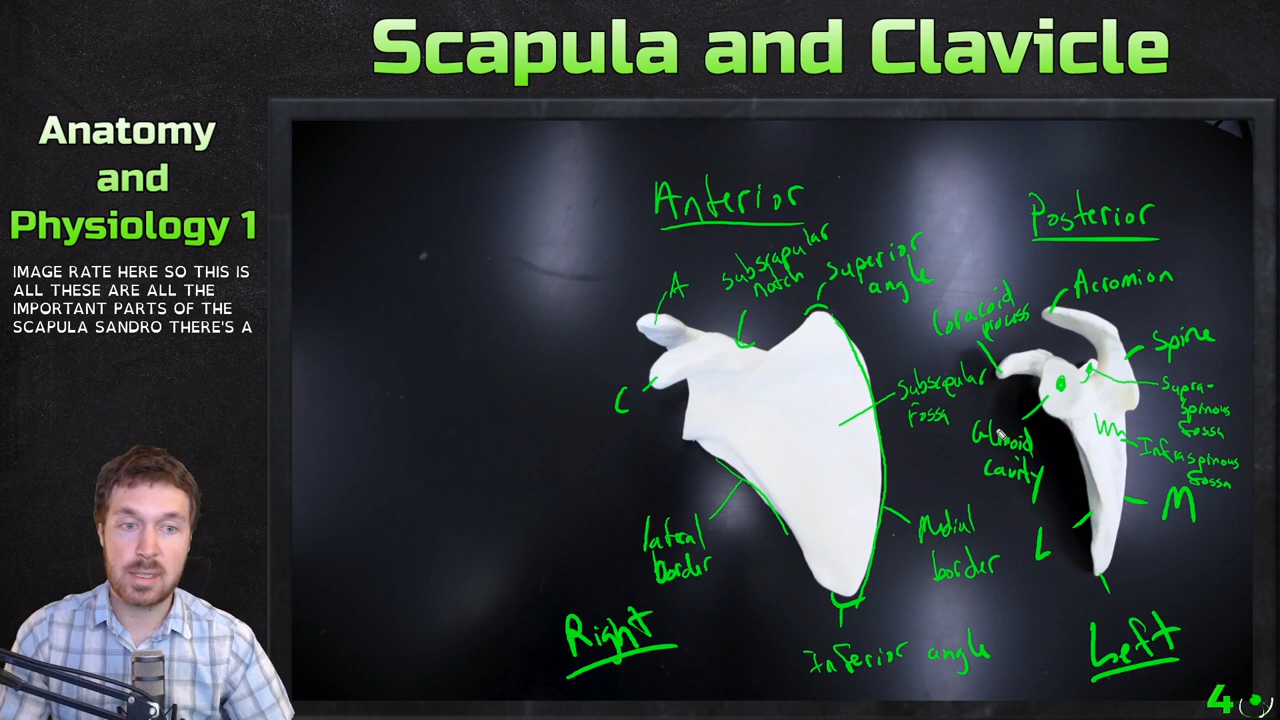 Scapula and Clavicle
Anatomy
and
Physiology 1
IMAGE RATE HERE SO THIS IS
ALL THESE ARE ALL THE
IMPORTANT PARTS OF THE
SCAPULA SANDRO THERE'S A
Anterior
A
subscapular
notch
Superior
angle
C
Subscapular
Fossa
lateral
border
Medial
border
Inferior angle
Right
Posterior
Acromion
Coracoid
process
Spine
Supra-
spinous
fossa
Glenoid
cavity
Infraspinous
fossa
M
L
Left
4